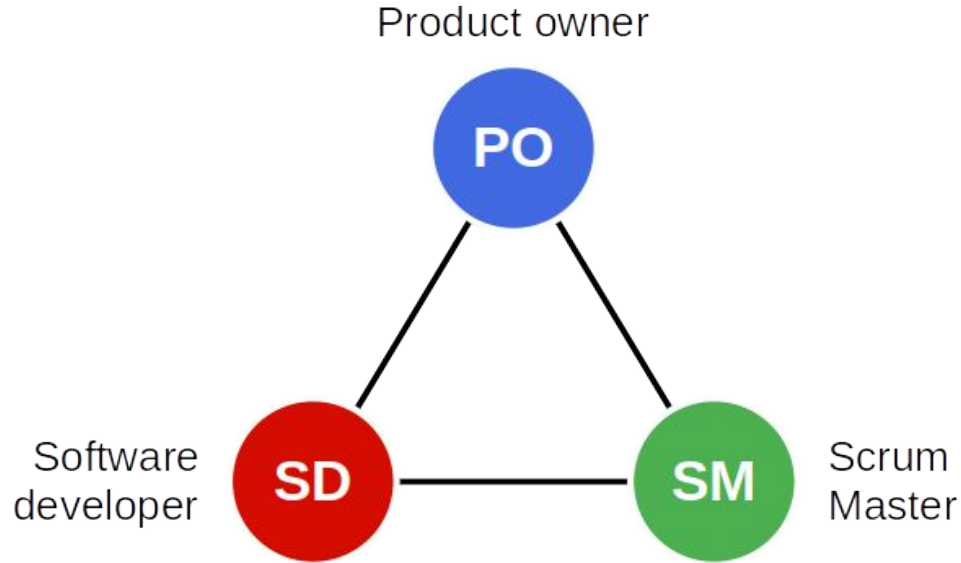 Product owner
PO
Software
developer
SD
SM
Scrum
Master